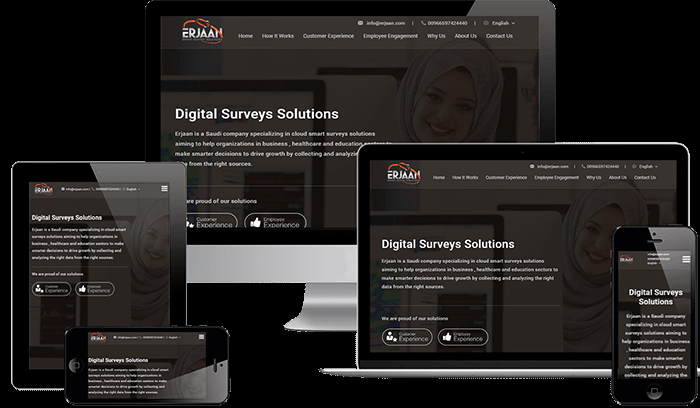 info@erjaan.com | 00966597424440 | English
ERJAAN
Home How It Works Customer Experience Employee Engagement Why Us About Us Contact Us
Digital Surveys Solutions
Erjaan is a Saudi company specializing in cloud smart surveys solutions
aiming to help organizations in business , healthcare and education sectors to
make smarter decisions to drive growth by collecting and analyzing
data from the right sources.
We are proud of our solutions
Customer Experience
Employee Experience
info@erjaan.com | 00966597424440 | English
ERJAAN
Home How It Works Customer Experience Employee Engagement Why Us About Us Contact Us
Digital Surveys Solutions
Erjaan is a Saudi company specializing in cloud smart surveys solutions
aiming to help organizations in business , healthcare and education sectors to
make smarter decisions to drive growth by collecting and analyzing the right
data from the right sources.
We are proud of our solutions
Customer Experience
Employee Experience
ERJAAN
info@erjaan.com | 00966597424440 | English
Digital Surveys Solutions
Erjaan is a Saudi company specializing in cloud smart
surveys solutions aiming to help organizations in
business , healthcare and education sectors to make
smarter decisions to drive growth by collecting and
analyzing the right data from the right sources.
We are proud of our solutions
Customer Experience
Employee Experience
ERJAAN
info@erjaan.com | 00966597424440 | English
Digital Surveys Solutions
Erjaan is a Saudi company specializing in cloud smart surveys solutions
aiming to help organizations in business , healthcare and education sectors to
make smarter decisions to drive growth by collecting and analyzing the right
data from the right sources.
ERJAAN
info@erjaan.com
00966597424440
English
Digital Surveys
Solutions
Erjaan is a Saudi company
specializing in cloud smart
surveys solutions aiming to
help organizations in business
, healthcare and education
sectors to make smarter
decisions to drive growth by
collecting and analyzing the